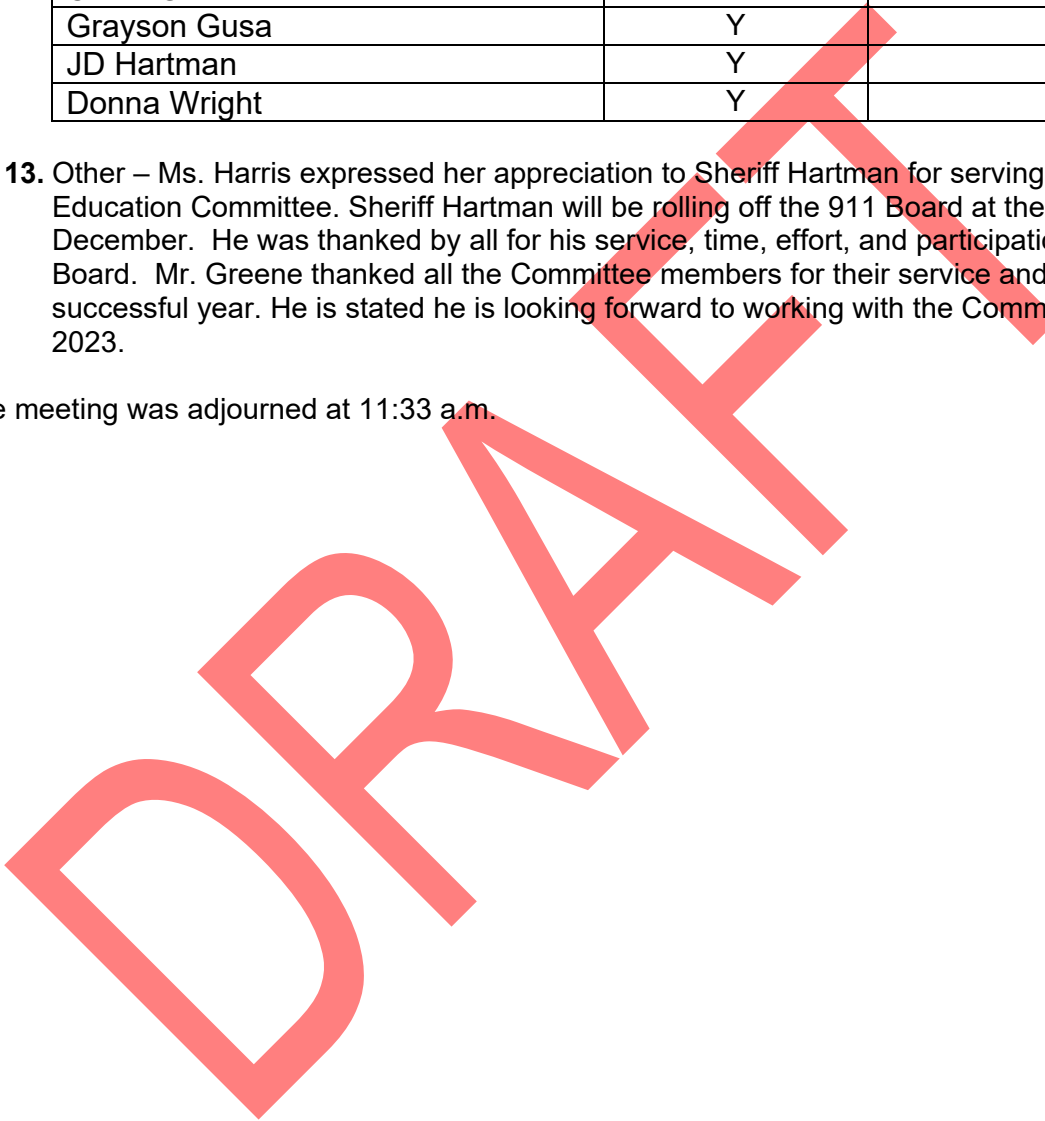 Grayson Gusa Y
JD Hartman Y
Donna Wright Y
13. Other – Ms. Harris expressed her appreciation to Sheriff Hartman for serving
Education Committee. Sheriff Hartman will be rolling off the 911 Board at the
December. He was thanked by all for his service, time, effort, and participatio
Board. Mr. Greene thanked all the Committee members for their service and
successful year. He is stated he is looking forward to working with the Comm
2023.
e meeting was adjourned at 11:33 a.m.
DRAFT